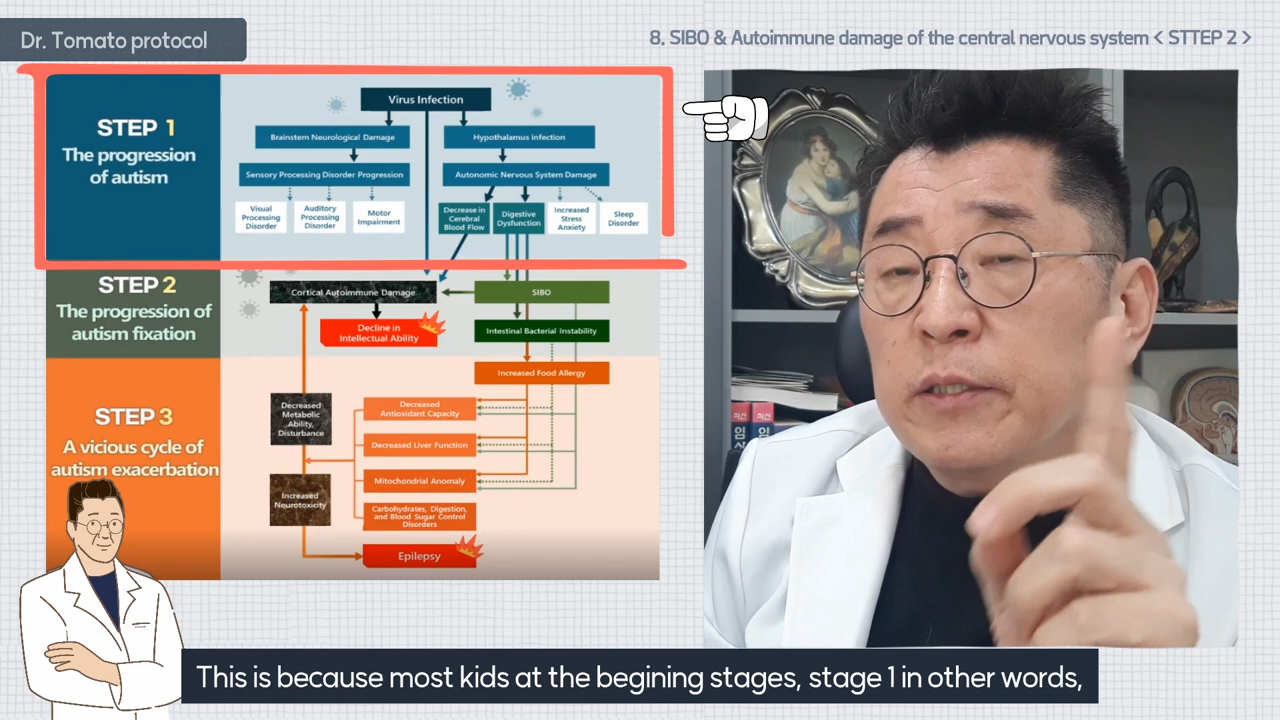 Dr. Tomato protocol
8. SIBO & Autoimmune damage of the central nervous system < STTEP 2 >
STEP 1
The progression
of autism
Virus Infection
Brainstem Neurological Damage
Hypothalamus infection
Sensory Processing Disorder Progression
Autonomic Nervous System Damage
Visual
Processing
Disorder
Auditory
Processing
Disorder
Motor
Impairment
Decrease in
Cerebral
Blood Flow
Digestive
Dysfunction
Increased
Stress
Anxiety
Sleep
Disorder
STEP 2
The progression of
autism fixation
Cortical Autoimmune Damage
SIBO
Decline in
Intellectual Ability
Intestinal Bacterial Instability
Increased Food Allergy
STEP 3
A vicious cycle of
autism exacerbation
Decreased
Metabolic
Ability,
Disturbance
Decreased
Antioxidant Capacity
Decreased Liver Function
Mitochondrial Anomaly
Increased
Neurotoxicity
Carbohydrates, Digestion,
and Blood Sugar Control
Disorders
Epilepsy
최신
최신
임
임
This is because most kids at the begining stages, stage 1 in other words,